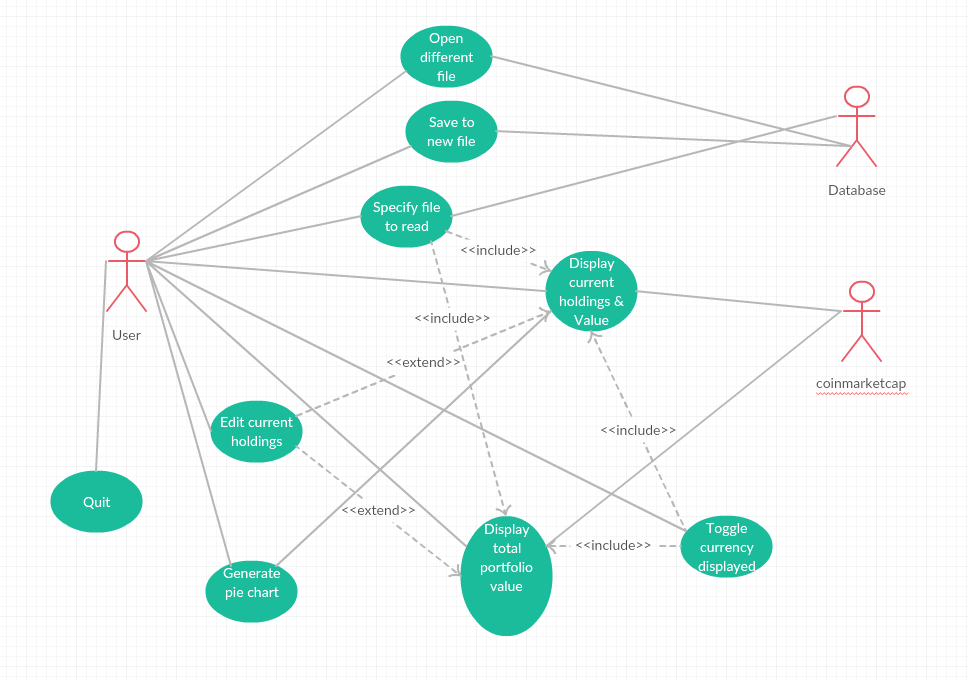 Open
different
file
Save to
new file
Database
Specify file
to read
<<include>>
Display
current
holdings &
Value
User
<<include>>
<<extend>>
coinmarketcap
Edit current
holdings
<<include>>
Quit
<<extend>>
Display
total
portfolio
value
<<include>>
Toggle
currency
displayed
Generate
pie chart